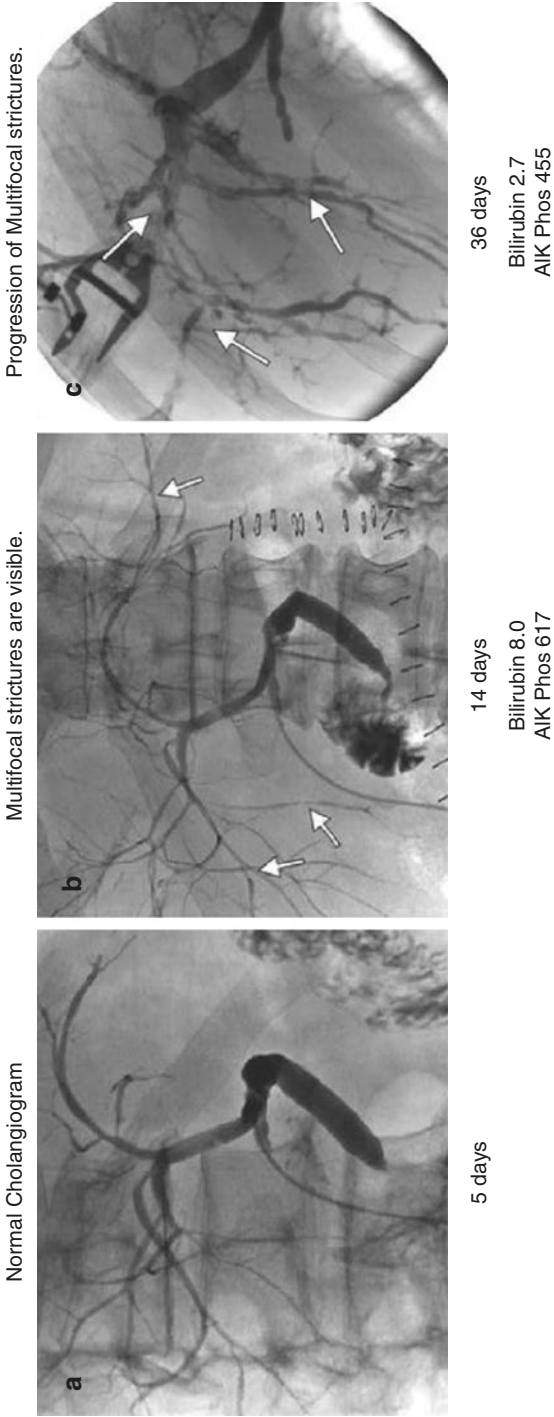 Normal Cholangiogram
a
5 days
Multifocal strictures are visible.
b
14 days
Bilirubin 8.0
AlK Phos 617
Progression of Multifocal strictures.
c
36 days
Bilirubin 2.7
AlK Phos 455